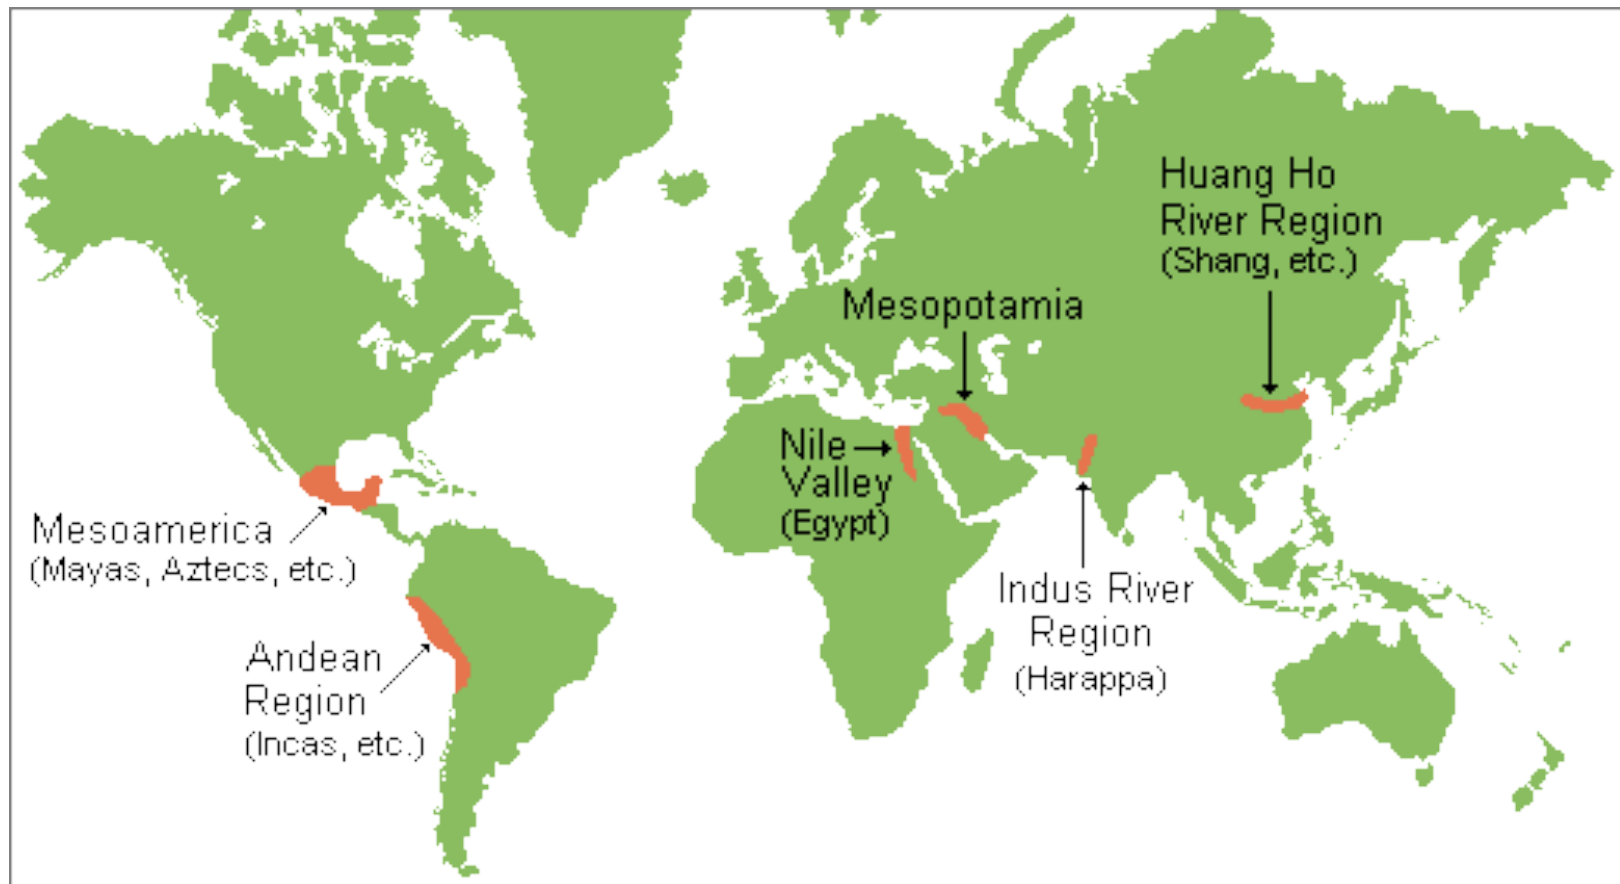 Huang Ho
River Region
(Shang, etc.)
Mesopotamia
Nile
Valley
(Egypt)
Mesoamerica
(Mayas, Aztecs, etc.)
Indus River
Region
(Harappa)
Andean
Region
(Incas, etc.)